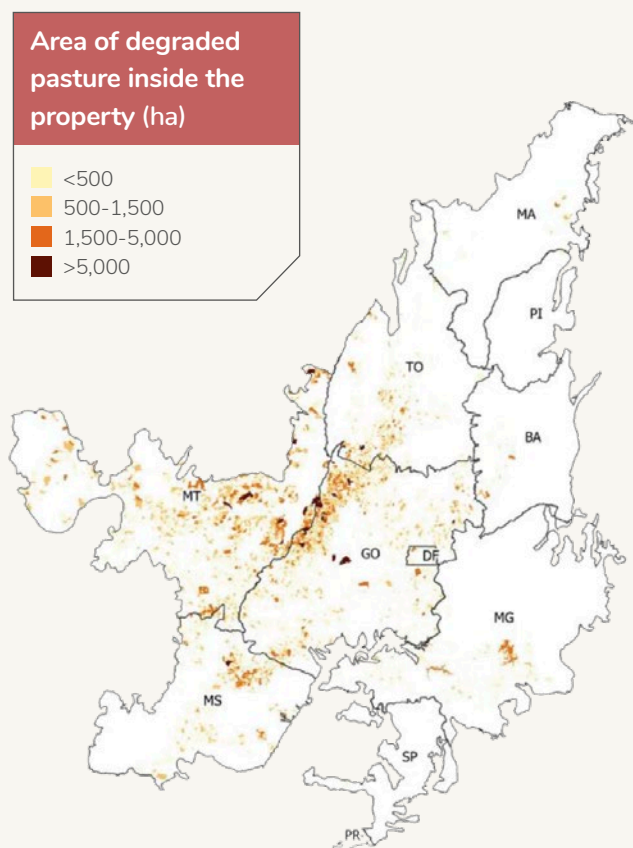 Area of degraded
pasture inside the
property (ha)
<500
500-1,500
1,500-5,000
>5,000
MA
PI
TO
BA
MT
GO
DF
MG
MS
SP
PR